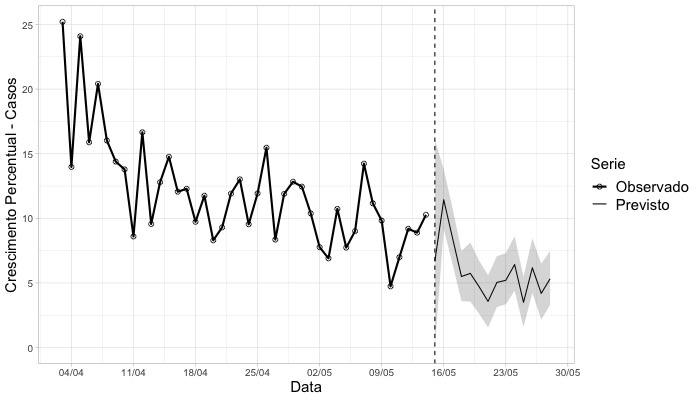 25
20
15
10
5
0
Crescimento Percentual - Casos
04/04 11/04 18/04 25/04 02/05 09/05 16/05 23/05 30/05
Data
Serie
Observado
Previsto